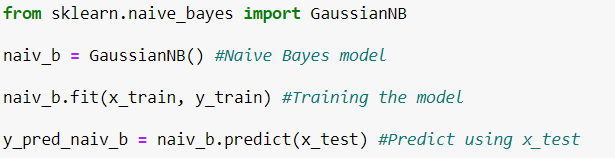 from sklearn.naive_bayes import GaussianNB
naiv_b = GaussianNB() #Naive Bayes model
naiv_b.fit(x_train, y_train) #Training the model
y_pred_naiv_b = naiv_b.predict(x_test) #Predict using x_test